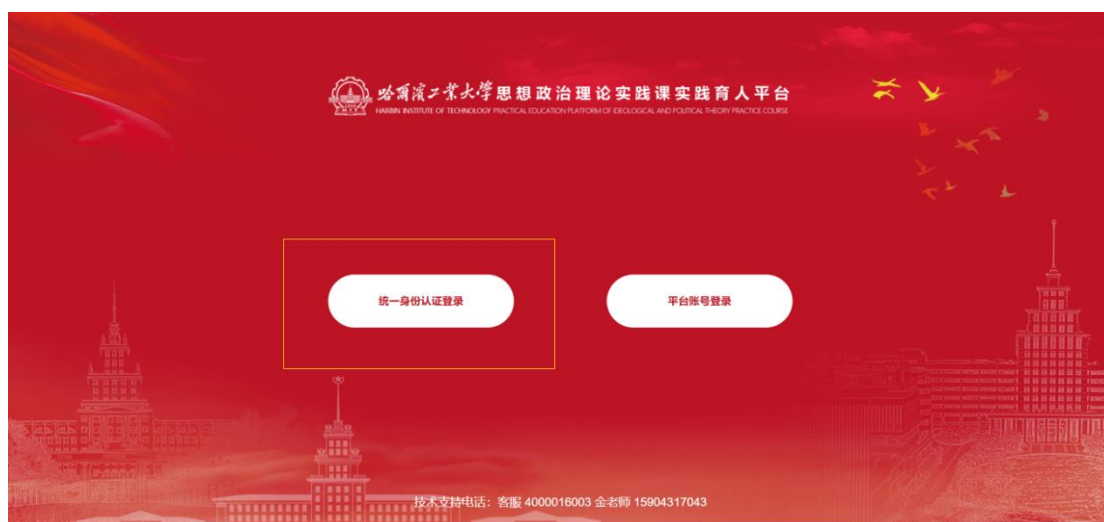 哈爾濱工業大學思想政治理论实践课实践育人平台
HARBIN INSTITUTE OF TECHNOLOGY PRACTICAL EDUCATION PLATFORM OF IDEOLOGICAL AND POLITICAL THEORY PRACTICE COURSE
统一身份认证登录
平台账号登录
技术支持电话：客服 4000016003 金老师 15904317043